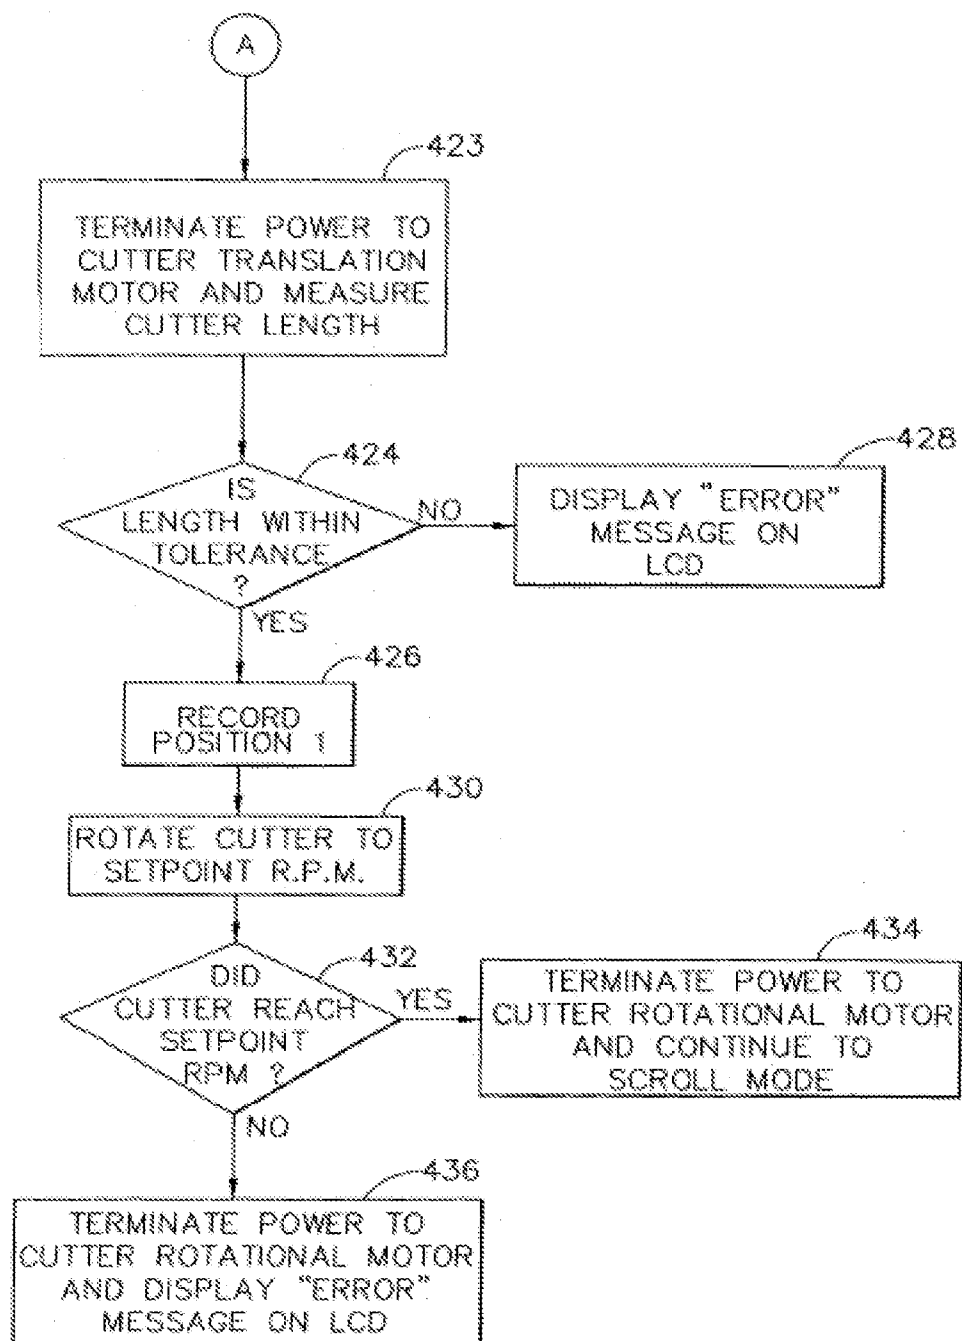 A
423
TERMINATE POWER TO
CUTTER TRANSLATION
MOTOR AND MEASURE
CUTTER LENGTH
424
IS
LENGTH WITHIN
TOLERANCE
?
NO
YES
428
DISPLAY "ERROR"
MESSAGE ON
LCD
426
RECORD
POSITION 1
430
ROTATE CUTTER TO
SETPOINT R.P.M.
432
DID
CUTTER REACH
SETPOINT
RPM ?
YES
NO
434
TERMINATE POWER TO
CUTTER ROTATIONAL MOTOR
AND CONTINUE TO
SCROLL MODE
436
TERMINATE POWER TO
CUTTER ROTATIONAL MOTOR
AND DISPLAY "ERROR"
MESSAGE ON LCD